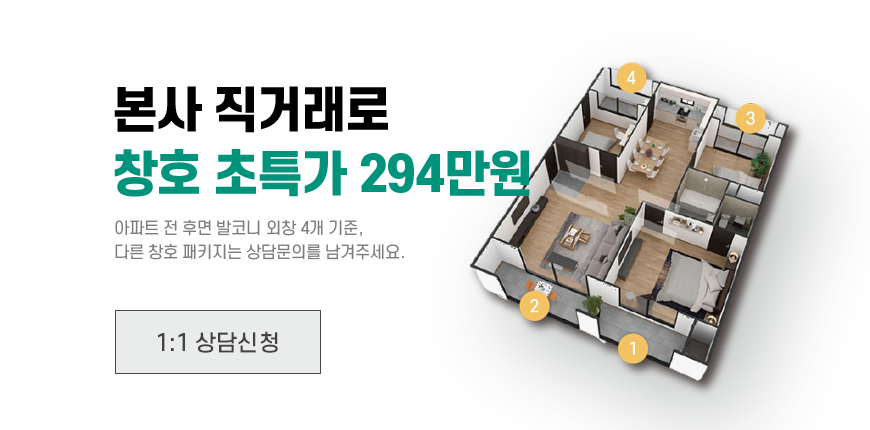 본사 직거래로
창호 초특가 294만원
아파트 전 후면 발코니 외창 4개 기준,
다른 창호 패키지는 상담문의를 남겨주세요.
1:1 상담신청
4
3
2
1